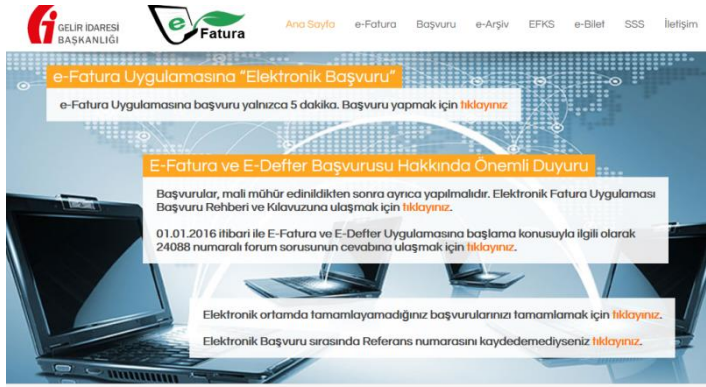 GELİR İDARESİ
BAŞKANLIĞI
e-Fatura
Ana Sayfa e-Fatura Başvuru e-Arşiv EFKS e-Bilet SSS İletişim
e-Fatura Uygulamasına "Elektronik Başvuru"
e-Fatura Uygulamasına başvuru yalnızca 5 dakika. Başvuru yapmak için tıklayınız
E-Fatura ve E-Defter Başvurusu Hakkında Önemli Duyuru
Başvurular, mali mühür edinildikten sonra ayrıca yapılmalıdır. Elektronik Fatura Uygulaması
Başvuru Rehberi ve Kılavuzuna ulaşmak için tıklayınız.
01.01.2016 itibari ile E-Fatura ve E-Defter Uygulamasına başlama konusuyla ilgili olarak
24088 numaralı forum sorusunun cevabına ulaşmak için tıklayınız.
Elektronik ortamda tamamlayamadığınız başvurularınızı tamamlamak için tıklayınız.
Elektronik Başvuru sırasında Referans numarasını kaydedemediyseniz tıklayınız.